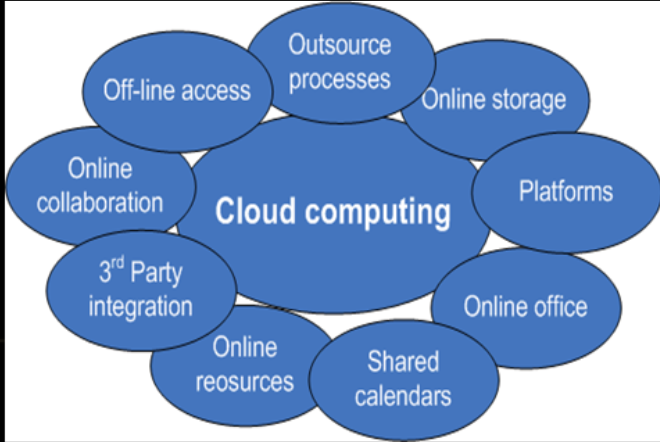 Outsource
processes
Off-line access
Online storage
Online
collaboration
Cloud computing
Platforms
3rd Party
integration
Online office
Online
reosurces
Shared
calendars